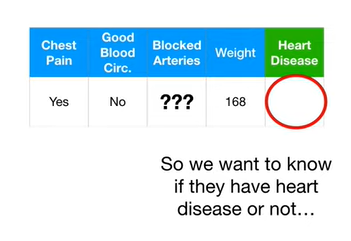 Chest Pain
Good Blood Circ.
Blocked Arteries
Weight
Heart Disease
Yes
No
???
168
So we want to know
if they have heart
disease or not…